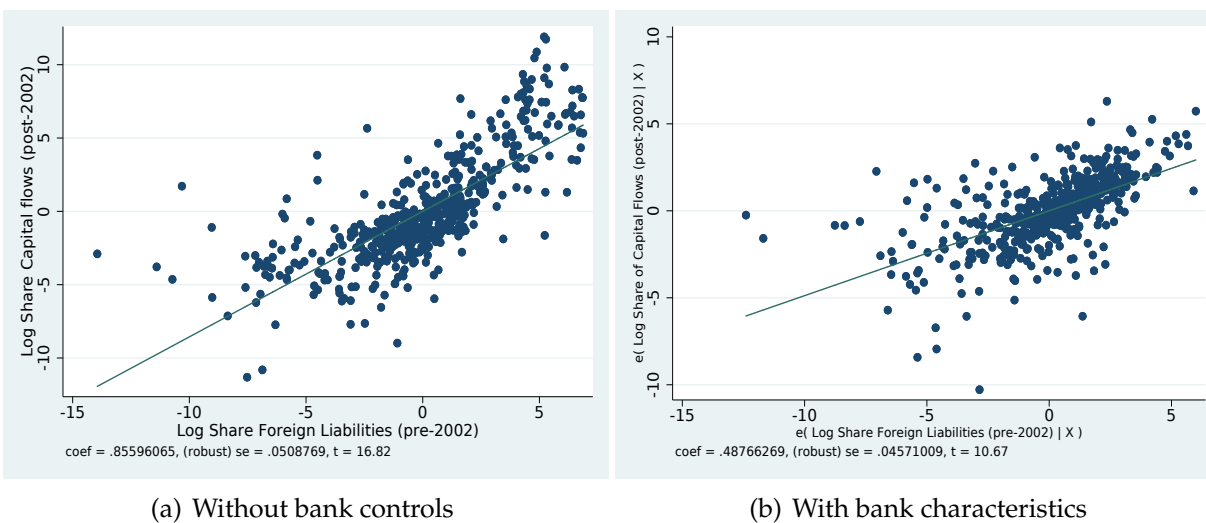 Log Share Capital flows (post-2002)
10
5
0
-5
-10
-15 -10 -5 0 5
Log Share Foreign Liabilities (pre-2002)
coef = .85596065, (robust) se = .0508769, t = 16.82
(a) Without bank controls
e( Log Share of Capital Flows (post-2002) | X )
10
5
0
-5
-10
-15 -10 -5 0 5
e( Log Share Foreign Liabilities (pre-2002) | X )
coef = .48766269, (robust) se = .04571009, t = 10.67
(b) With bank characteristics